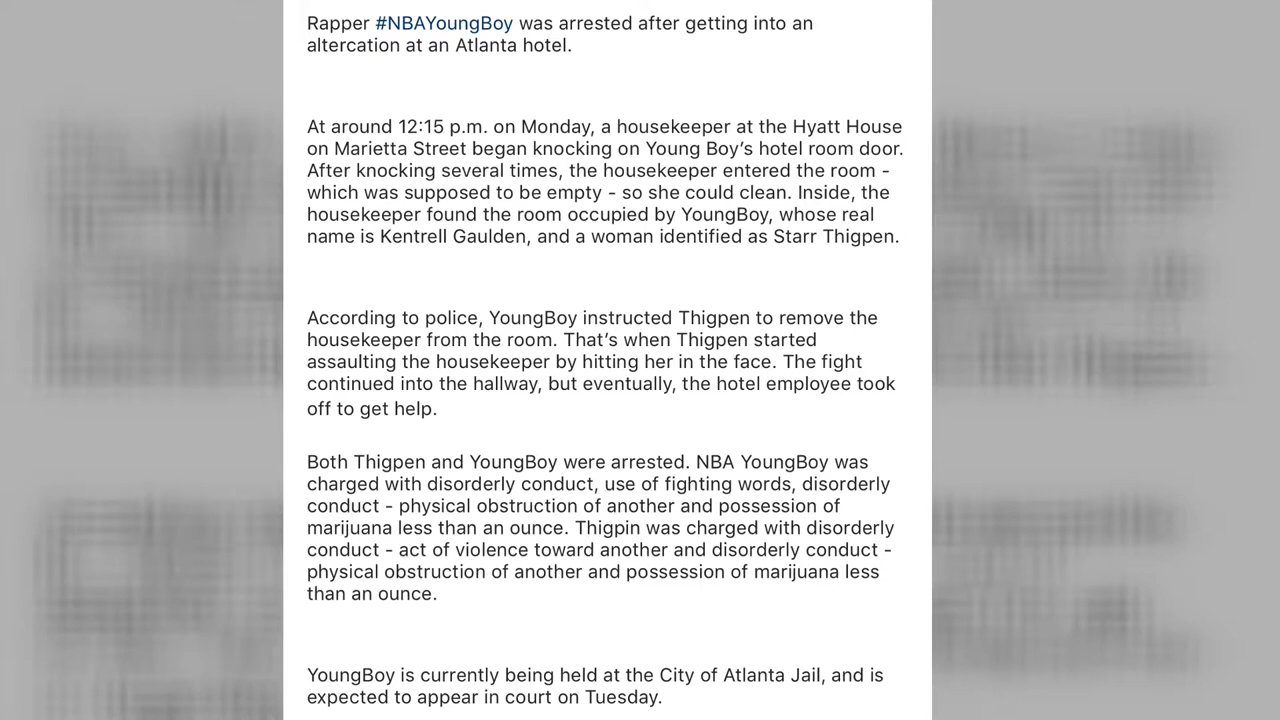 Rapper #NBAYoungBoy was arrested after getting into an
altercation at an Atlanta hotel.
At around 12:15 p.m. on Monday, a housekeeper at the Hyatt House
on Marietta Street began knocking on Young Boy's hotel room door.
After knocking several times, the housekeeper entered the room -
which was supposed to be empty - so she could clean. Inside, the
housekeeper found the room occupied by YoungBoy, whose real
name is Kentrell Gaulden, and a woman identified as Starr Thigpen.
According to police, YoungBoy instructed Thigpen to remove the
housekeeper from the room. That's when Thigpen started
assaulting the housekeeper by hitting her in the face. The fight
continued into the hallway, but eventually, the hotel employee took
off to get help.
Both Thigpen and YoungBoy were arrested. NBA YoungBoy was
charged with disorderly conduct, use of fighting words, disorderly
conduct - physical obstruction of another and possession of
marijuana less than an ounce. Thigpin was charged with disorderly
conduct - act of violence toward another and disorderly conduct -
physical obstruction of another and possession of marijuana less
than an ounce.
YoungBoy is currently being held at the City of Atlanta Jail, and is
expected to appear in court on Tuesday.